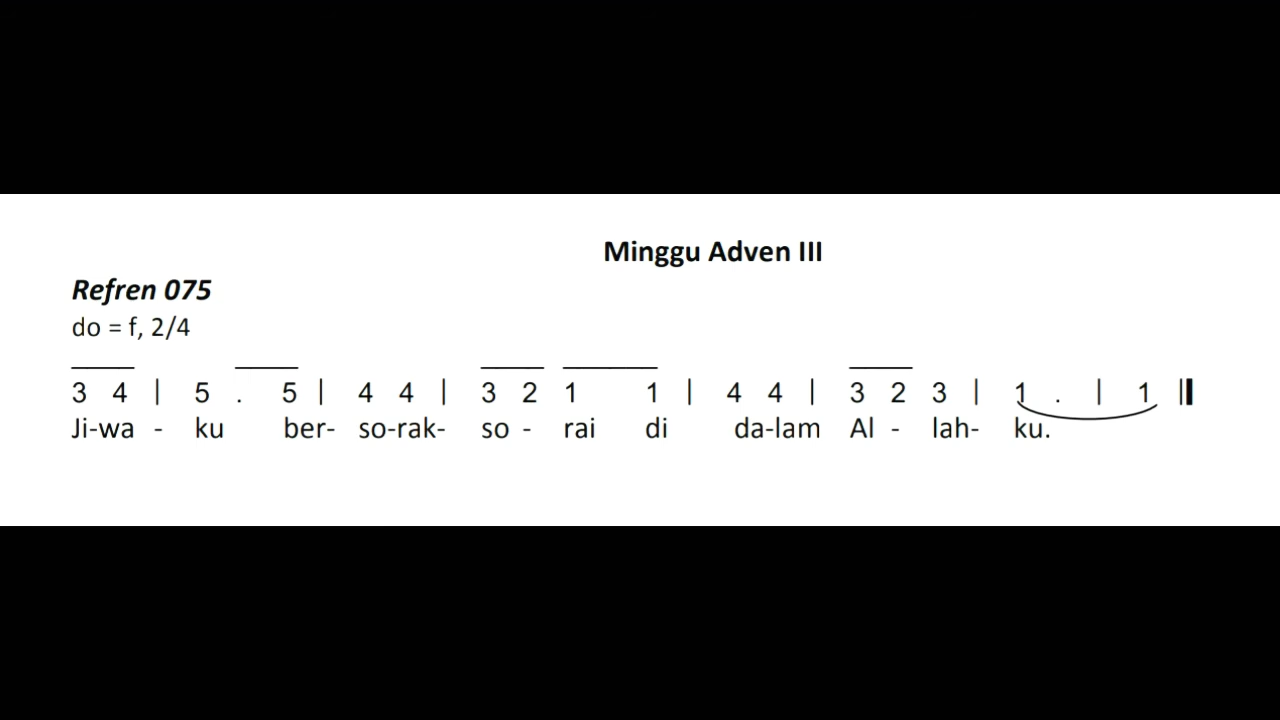 Minggu Adven III
Refren 075
do = f, 2/4
3 4 | 5 . 5 | 4 4 | 3 2 1 1 | 4 4 | 3 2 3 | 1 . | 1 ||
Ji-wa - ku ber- so-rak- so - rai di da-lam Al - lah- ku.